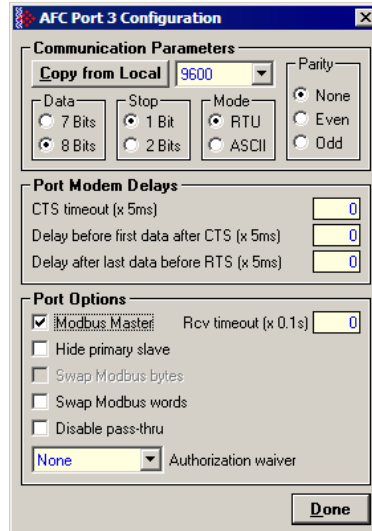 AFC Port 3 Configuration
Communication Parameters
Copy from Local 9600
Parity
None
Even
Odd
Data
7 Bits
8 Bits
Stop
1 Bit
2 Bits
Mode
RTU
ASCII
Port Modem Delays
CTS timeout (x 5ms) 0
Delay before first data after CTS (x 5ms) 0
Delay after last data before RTS (x 5ms) 0
Port Options
Modbus Master Rcv timeout (x 0.1s) 0
Hide primary slave
Swap Modbus bytes
Swap Modbus words
Disable pass-thru
None Authorization waiver
Done